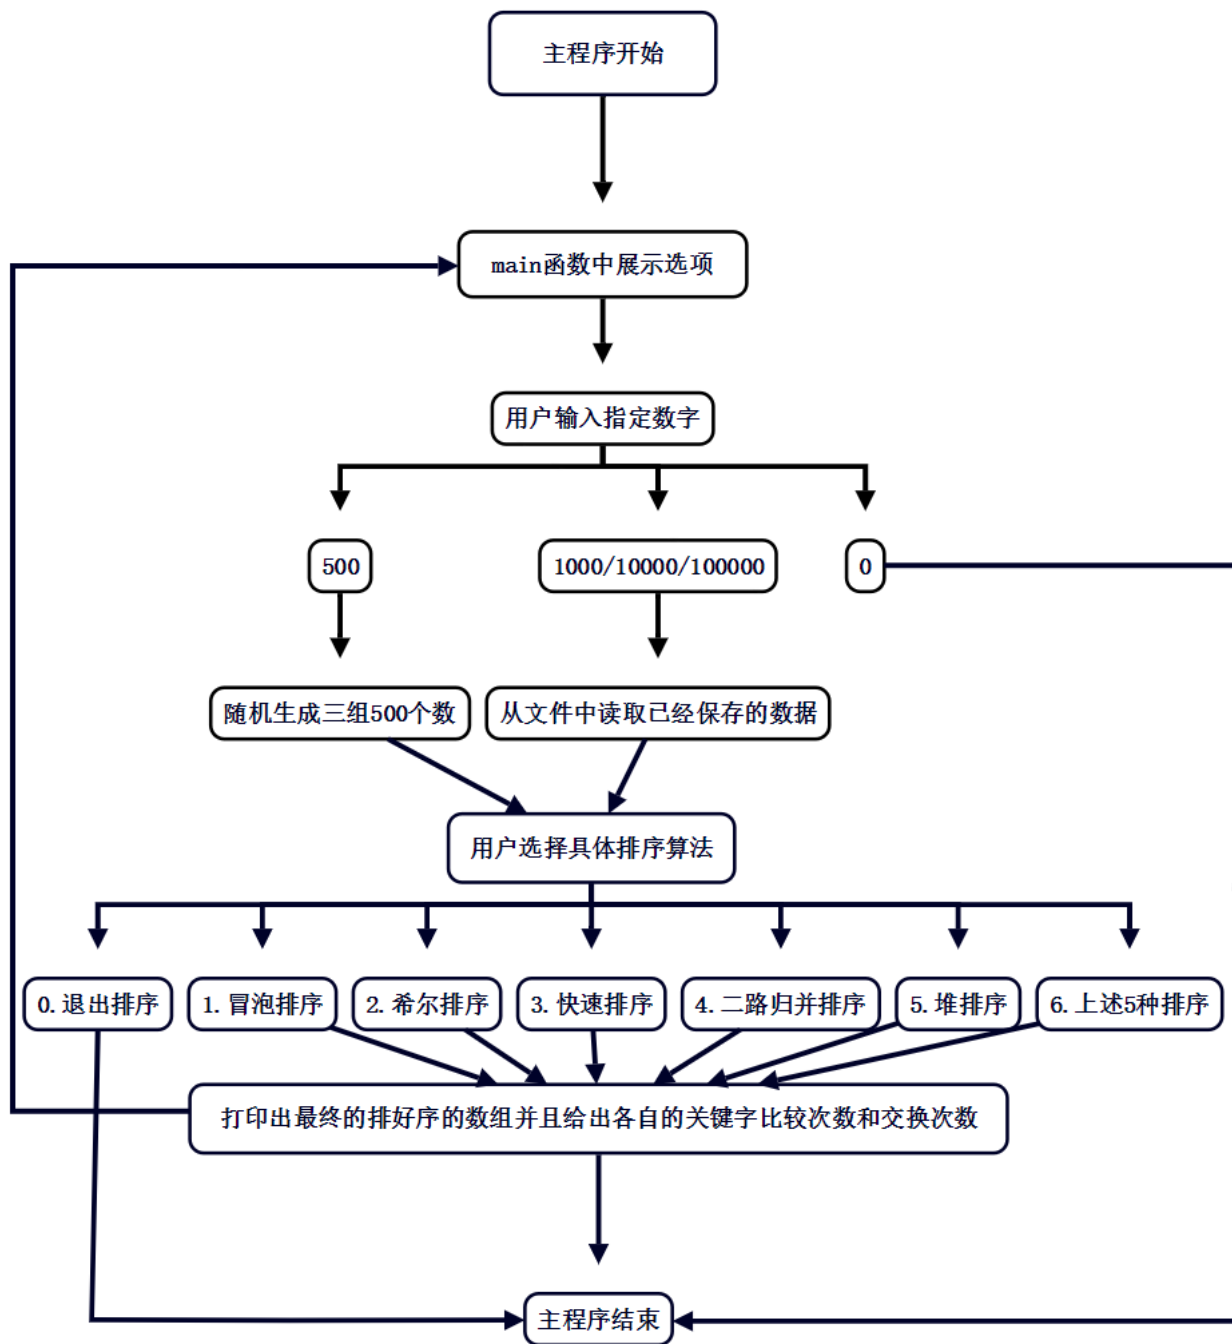 主程序开始
main函数中展示选项
用户输入指定数字
500
1000/10000/100000
0
随机生成三组500个数
从文件中读取已经保存的数据
用户选择具体排序算法
0.退出排序
1.冒泡排序
2.希尔排序
3.快速排序
4.二路归并排序
5.堆排序
6.上述5种排序
打印出最终的排好序的数组并且给出各自的关键字比较次数和交换次数
主程序结束